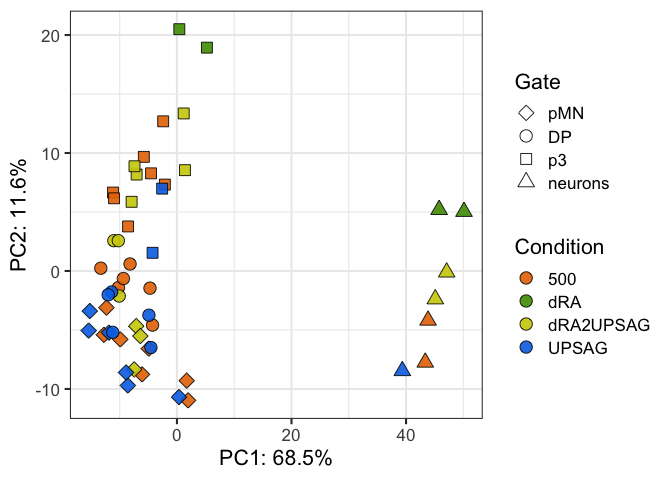 20
10
0
-10
PC2: 11.6%
0
20
40
PC1: 68.5%
Gate
pMN
DP
p3
neurons
Condition
500
dRA
dRA2UPSAG
UPSAG